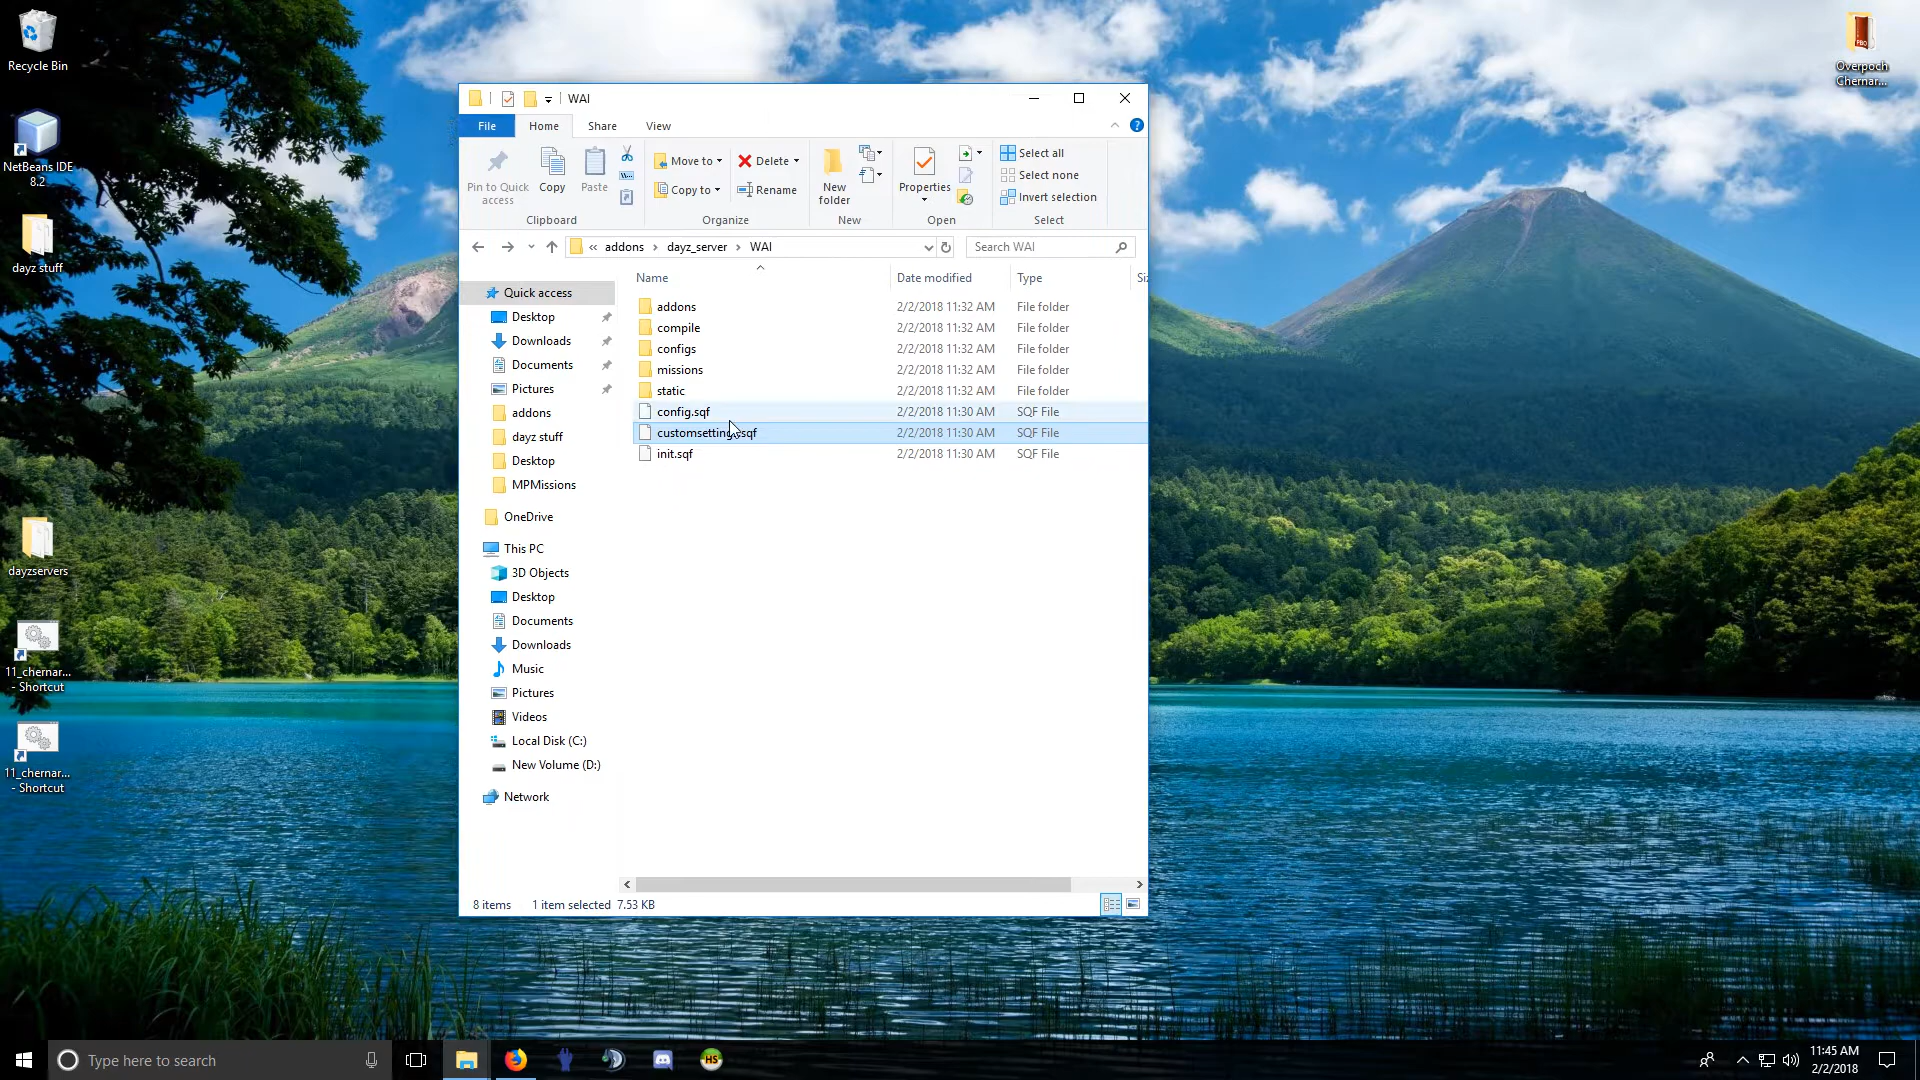 Recycle Bin
NetBeans IDE
8.2
dayz stuff
dayzservers
11_chernar...
- Shortcut
11_chernar...
- Shortcut
Overpoch
Chernar...
WAI
File
Home
Share
View
Pin to Quick
access
Copy
Paste
Clipboard
Move to
Copy to
Delete
Rename
Organize
New
folder
New
Properties
Open
Select all
Select none
Invert selection
Select
« addons › dayz_server › WAI
Search WAI
Name
Date modified
Type
Quick access
Desktop
Downloads
Documents
Pictures
addons
dayz stuff
Desktop
MPMissions
OneDrive
This PC
3D Objects
Desktop
Documents
Downloads
Music
Pictures
Videos
Local Disk (C:)
New Volume (D:)
Network
addons 2/2/2018 11:32 AM File folder
compile 2/2/2018 11:32 AM File folder
configs 2/2/2018 11:32 AM File folder
missions 2/2/2018 11:32 AM File folder
static 2/2/2018 11:32 AM File folder
config.sqf 2/2/2018 11:30 AM SQF File
2/2/2018 11:30 AM SQF File
init.sqf 2/2/2018 11:30 AM SQF File
8 items 1 item selected 7.53 KB
Type here to search
HS
11:45 AM
2/2/2018